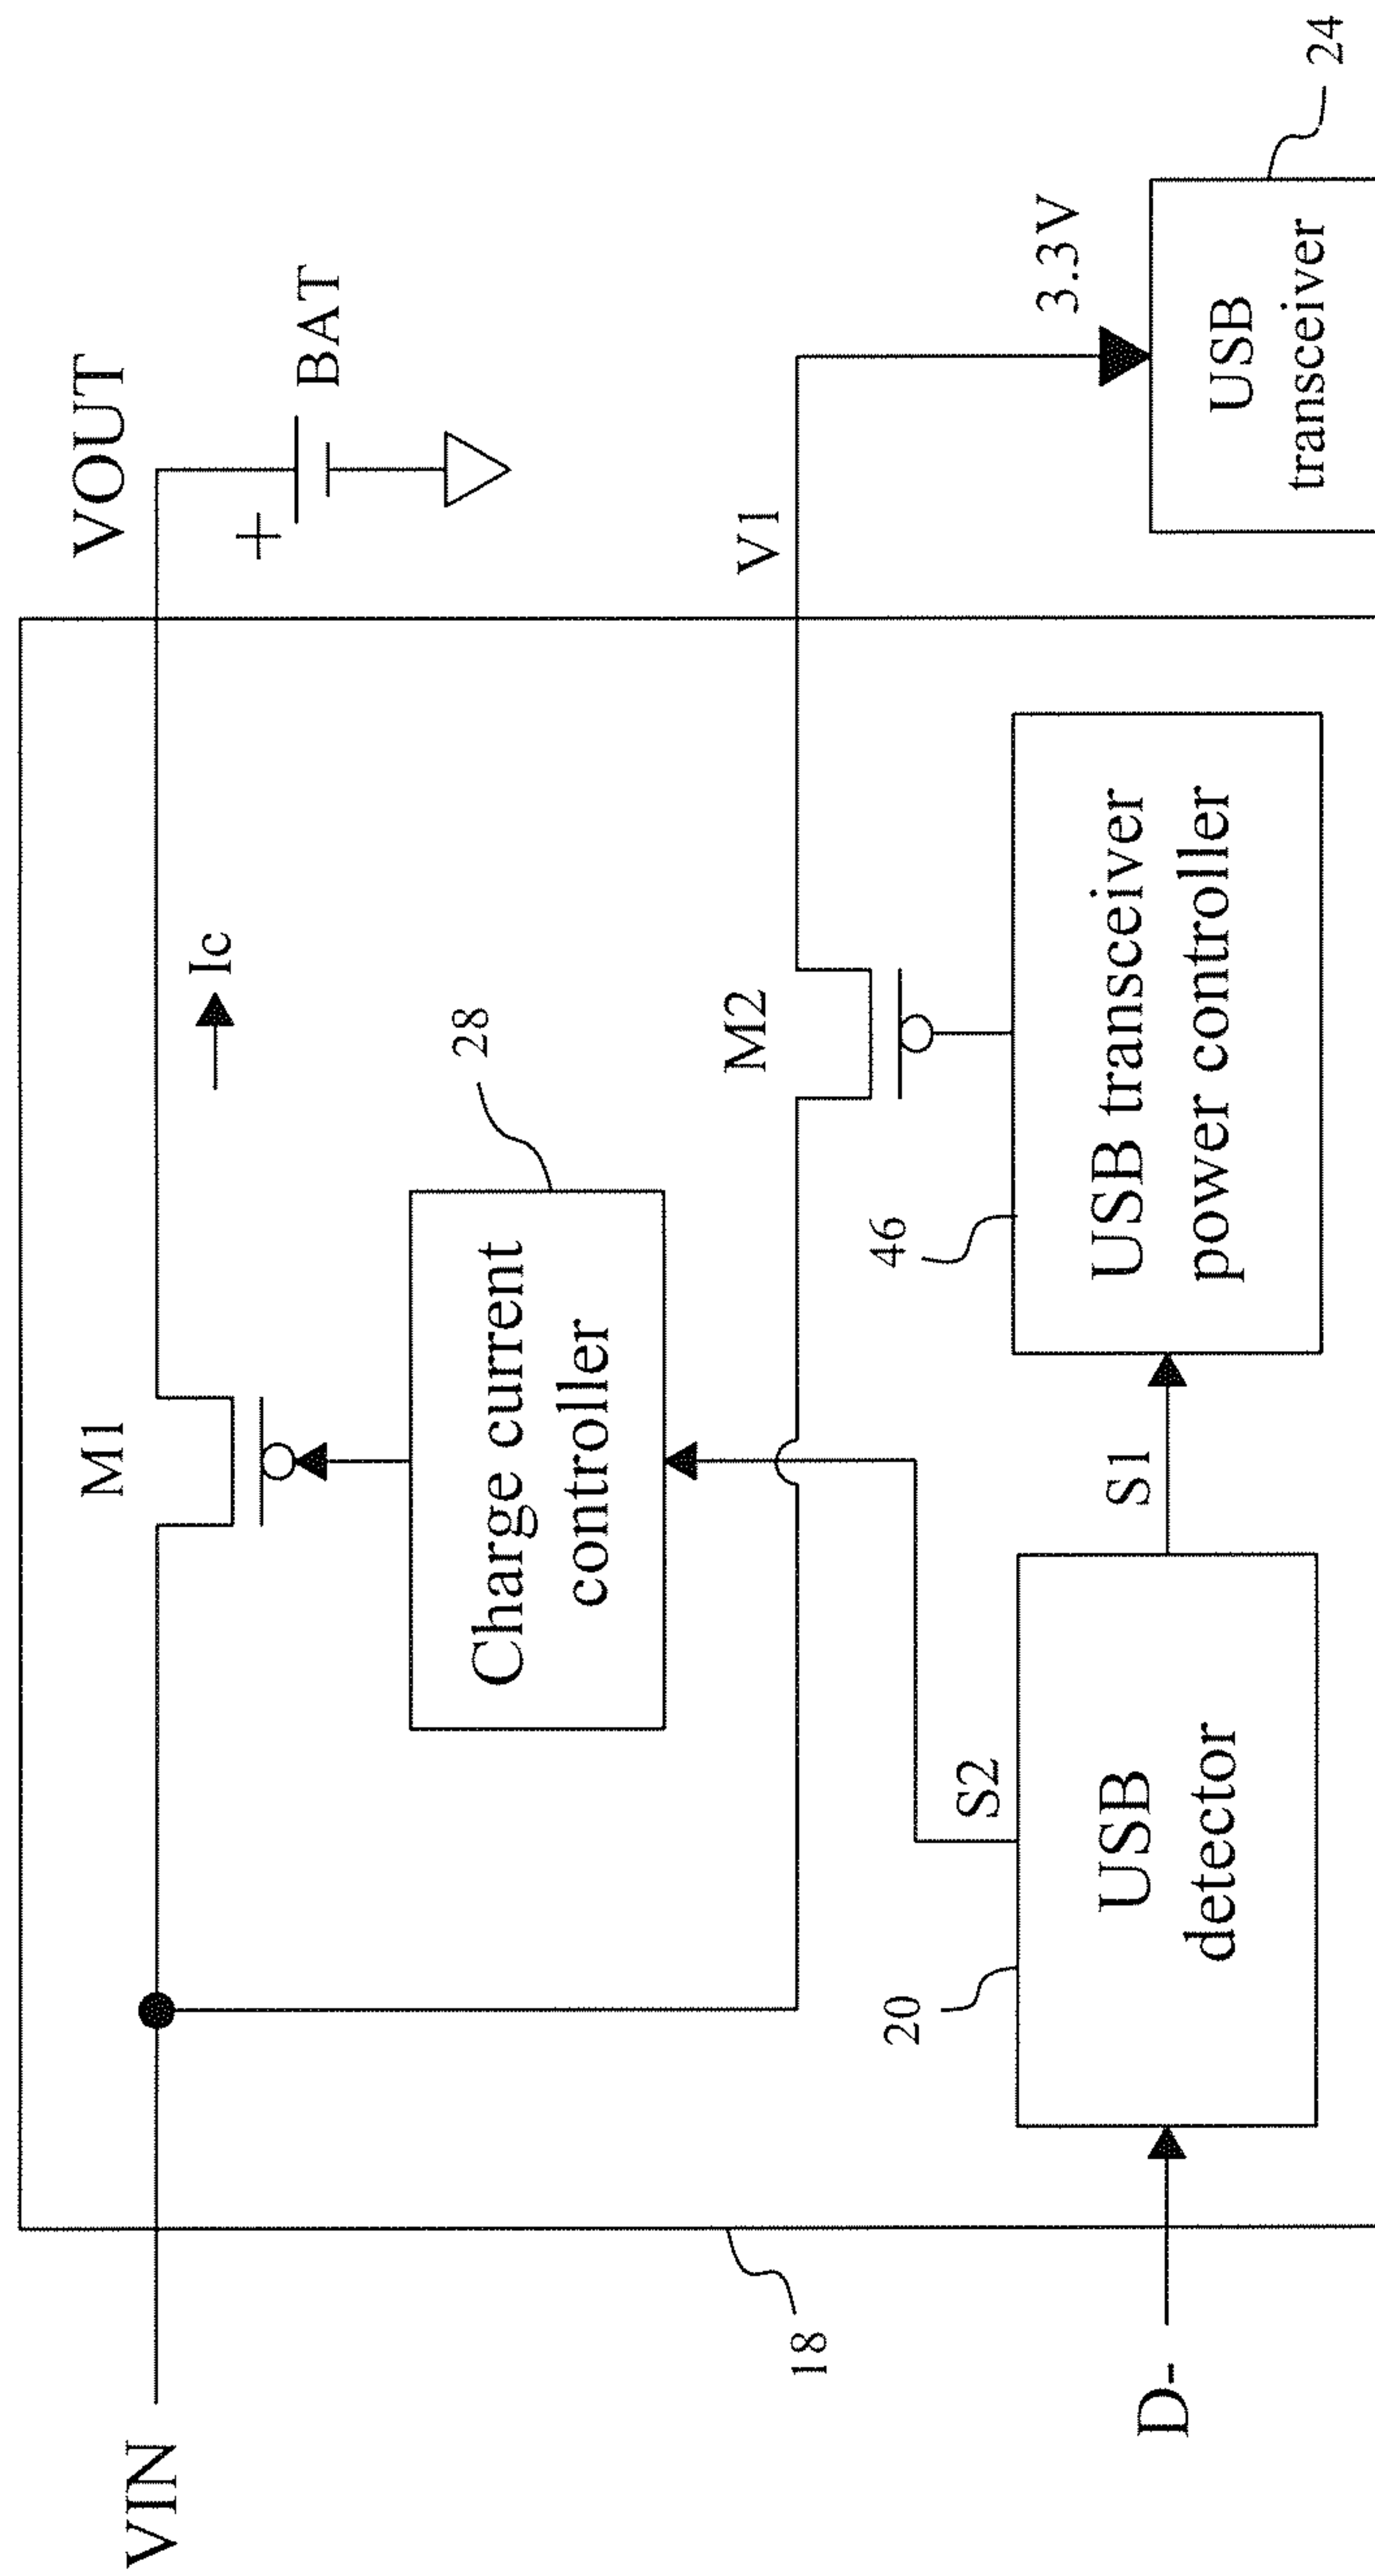 VIN
M1
Ic
VOUT
+
BAT
28
Charge current
controller
M2
V1
3.3V
18
20
S2
46
D-
USB
detector
S1
USB transceiver
power controller
USB
transceiver
24